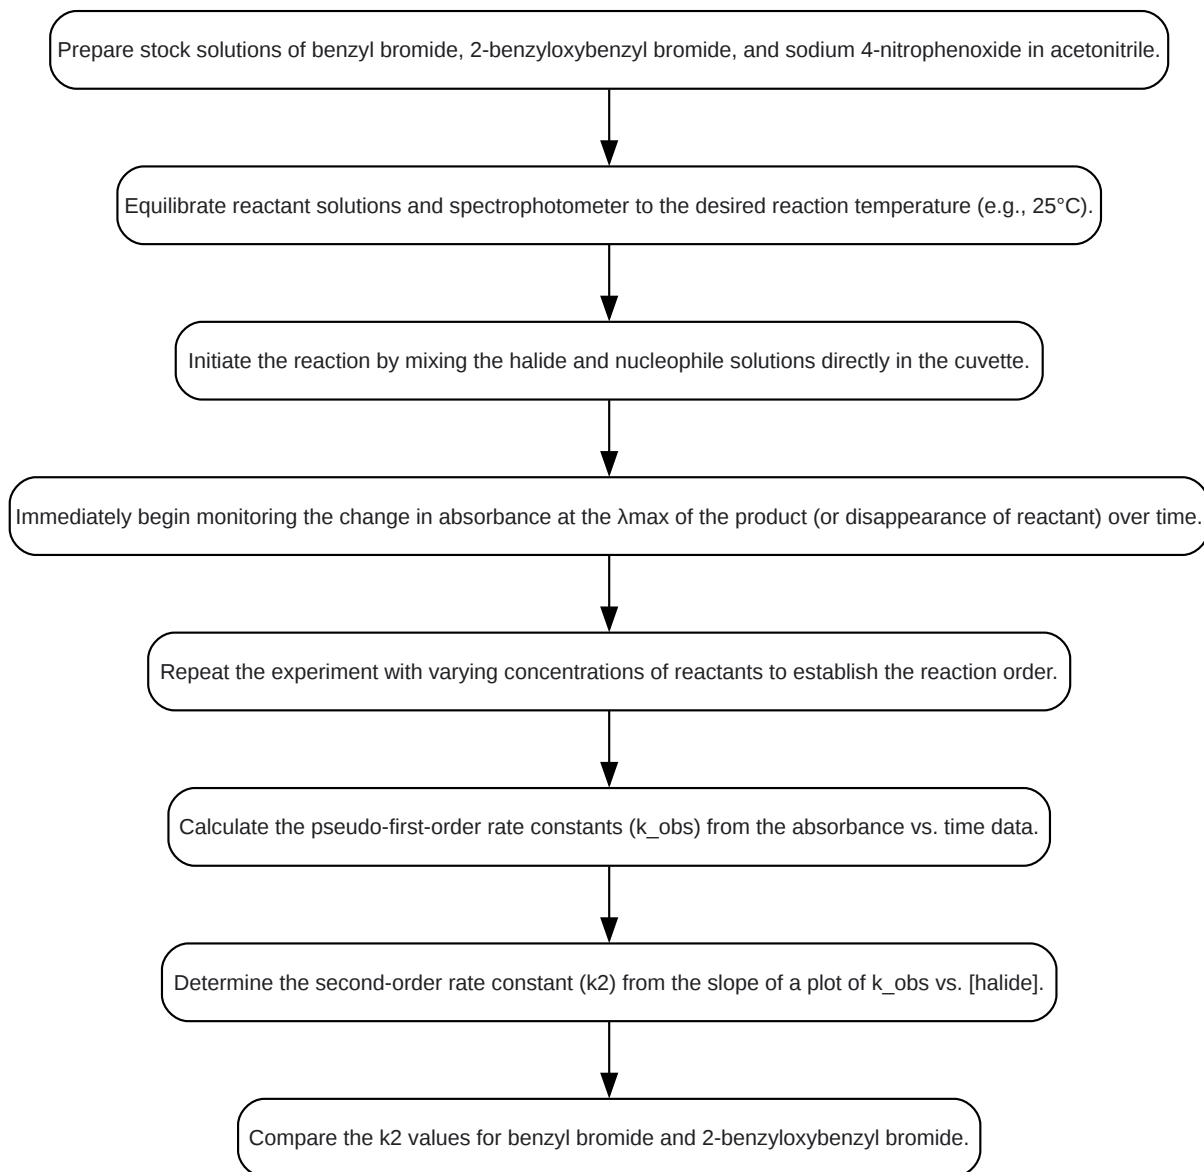 Prepare stock solutions of benzyl bromide, 2-benzyloxybenzyl bromide, and sodium 4-nitrophenoxide in acetonitrile.
Equilibrate reactant solutions and spectrophotometer to the desired reaction temperature (e.g., 25°C).
Initiate the reaction by mixing the halide and nucleophile solutions directly in the cuvette.
Immediately begin monitoring the change in absorbance at the λmax of the product (or disappearance of reactant) over time.
Repeat the experiment with varying concentrations of reactants to establish the reaction order.
Calculate the pseudo-first-order rate constants (k_obs) from the absorbance vs. time data.
Determine the second-order rate constant (k2) from the slope of a plot of k_obs vs. [halide].
Compare the k2 values for benzyl bromide and 2-benzyloxybenzyl bromide.